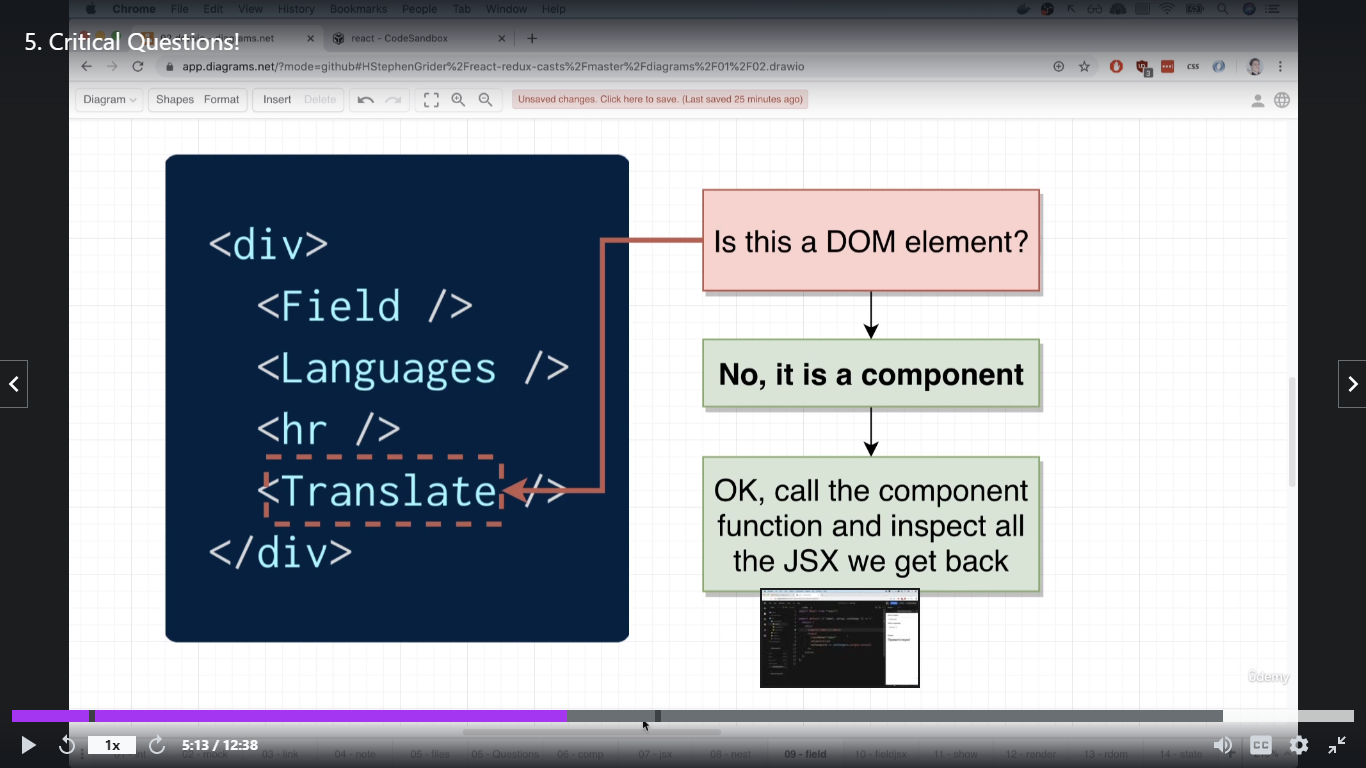 Chrome File Edit View History Bookmarks People Tab Window Help
5. Critical Questions!
react - CodeSandbox
app.diagrams.net/?mode=github#HStephenGrider%2Freact-redux-casts%2Fmaster%2Fdiagrams%2F01%2F02.drawio
css
3
Diagram Shapes Format Insert Delete Unsaved changes. Click here to save. (Last saved 25 minutes ago)
<div>
<Field />
<Languages />
<hr />
<Translate />
</div>
Is this a DOM element?
No, it is a component
OK, call the component
function and inspect all
the JSX we get back
ûdemy
1x 5:13 / 12:38 CC
03 - link 04 - note 05 - files 05 - Questions 06 - comp 07 - jsx 08 - nest 09 - field 10 - fieldjsx 11 - show 12 - render 13 - rdom 14 - state